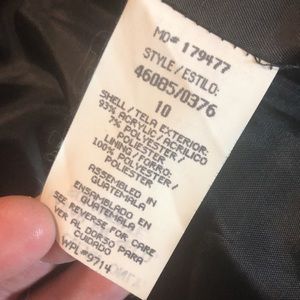 MO# 179477
STYLE/ESTILO:
46085/0376
10
SHELL/TELA EXTERIOR:
93% ACRYLIC/ACRILICO
7% POLYESTER/
POLIESTER
LINING/FORRO:
100% POLYESTER/
POLIESTER
ASSEMBLED IN
GUATEMALA
ENSAMBLADO EN
GUATEMALA
SEE REVERSE FOR CARE
VER AL DORSO PARA
CUIDADO
WPL#9714